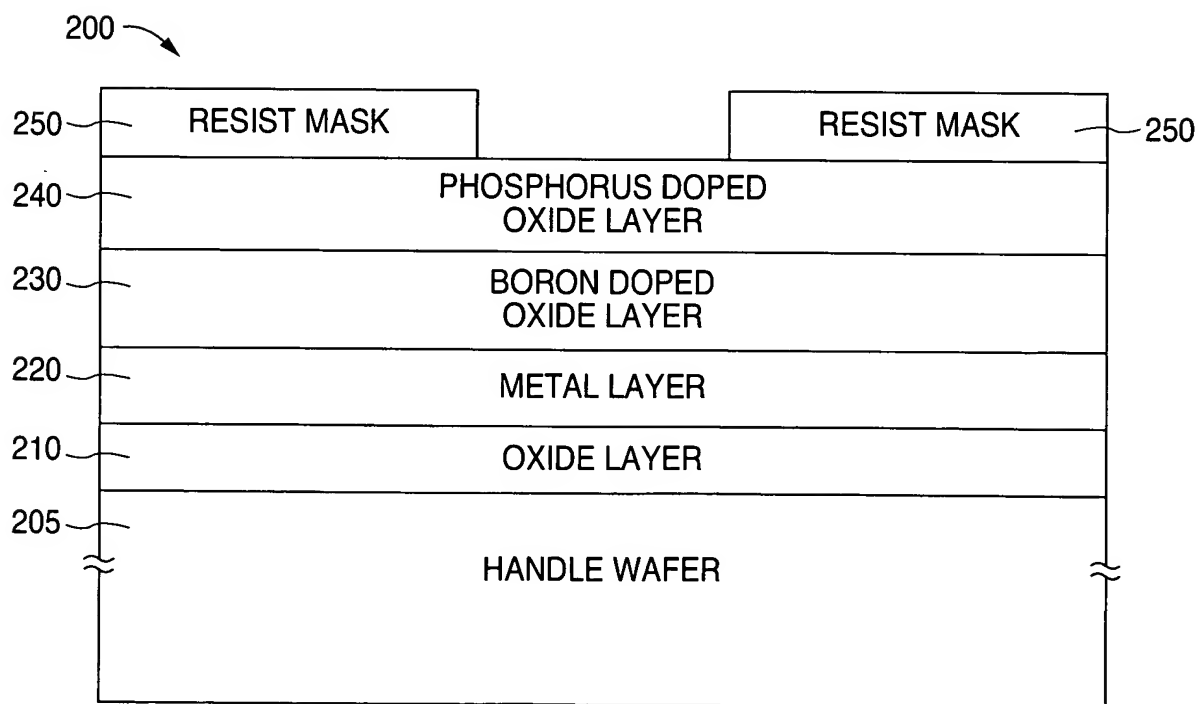 200
250
RESIST MASK
RESIST MASK
250
240
PHOSPHORUS DOPED
OXIDE LAYER
230
BORON DOPED
OXIDE LAYER
220
METAL LAYER
210
OXIDE LAYER
205
HANDLE WAFER